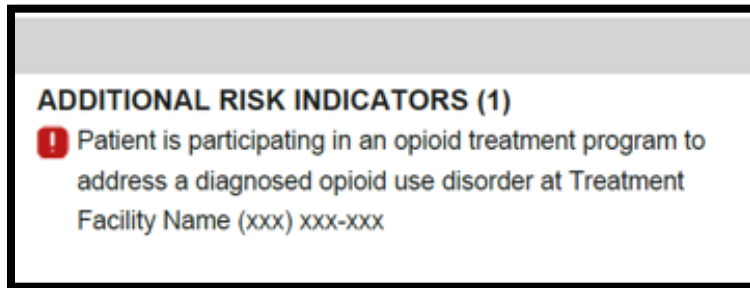 ADDITIONAL RISK INDICATORS (1)
! Patient is participating in an opioid treatment program to
address a diagnosed opioid use disorder at Treatment
Facility Name (xxx) xxx-xxx